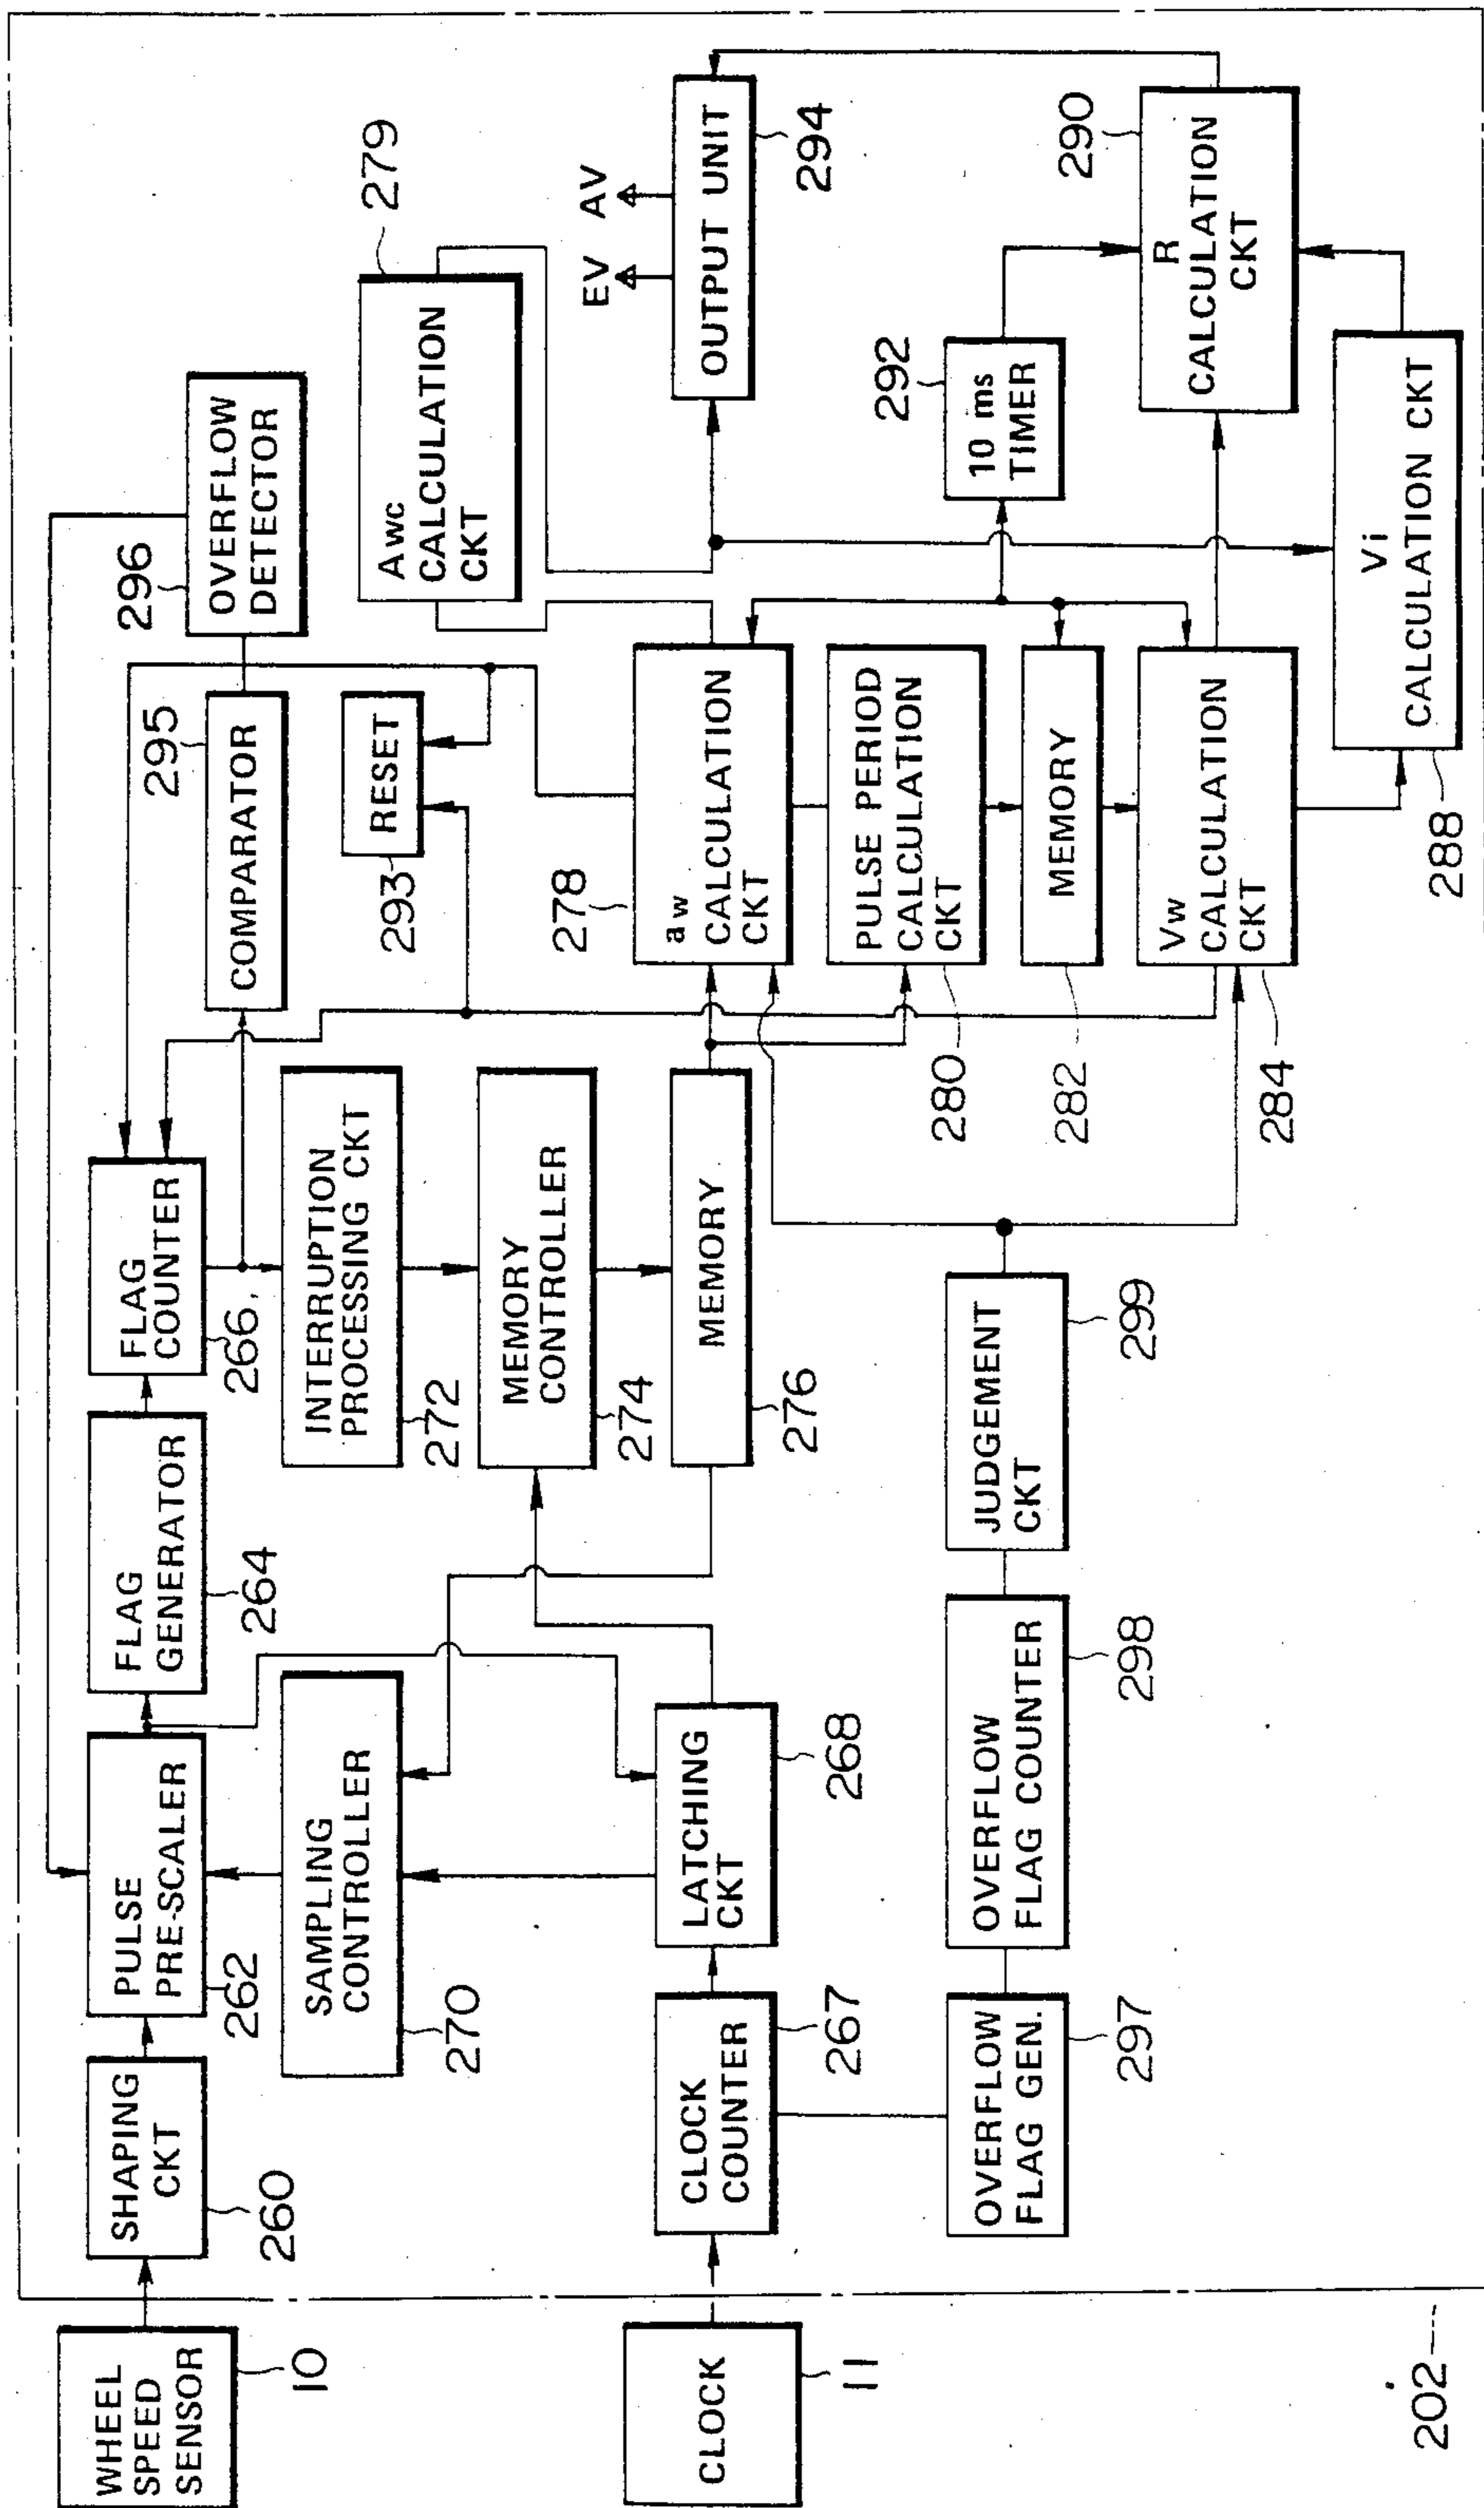 WHEEL
SPEED
SENSOR
10
SHAPING
CKT
260
PULSE
PRE-SCALER
262
FLAG
GENERATOR
264
FLAG
COUNTER
266
COMPARATOR
295
OVERFLOW
DETECTOR
296
SAMPLING
CONTROLLER
270
INTERRUPTION
PROCESSING CKT
272
RESET
293
Awc
CALCULATION
CKT
279
MEMORY
CONTROLLER
274
EV
AV
CLOCK
11
CLOCK
COUNTER
267
LATCHING
CKT
268
MEMORY
276
aw
CALCULATION
CKT
278
OUTPUT UNIT
294
PULSE PERIOD
CALCULATION
CKT
280
OVERFLOW
FLAG GEN.
297
OVERFLOW
FLAG COUNTER
298
JUDGEMENT
CKT
299
MEMORY
282
10 ms
TIMER
292
Vw
CALCULATION
CKT
284
R
CALCULATION
CKT
290
Vi
CALCULATION CKT
288
202